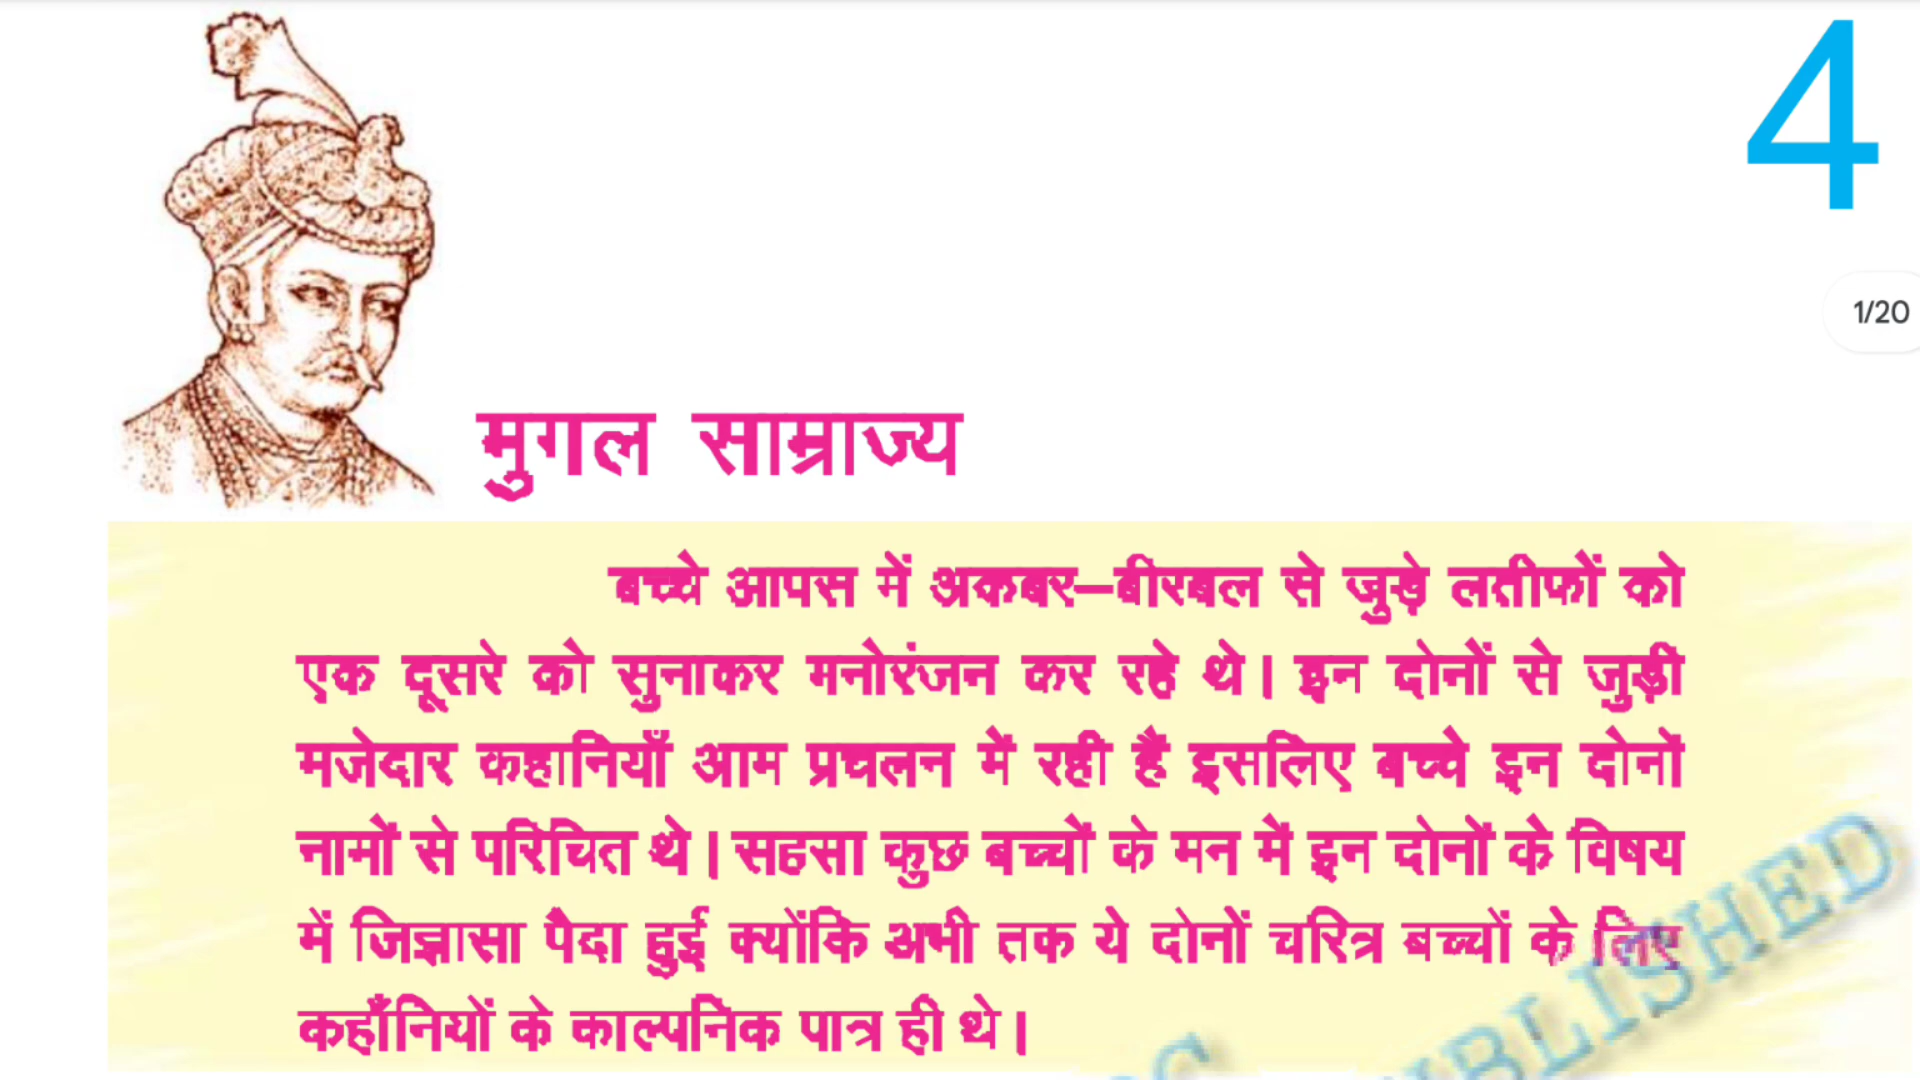 4
1/20
मुगल साम्राज्य
बच्चे आपस में अकबर–बीरबल से जुड़े लतीफों को
एक दूसरे को सुनाकर मनोरंजन कर रहे थे। इन दोनों से जुड़ी
मजेदार कहानियाँ आम प्रचलन में रही है इसलिए बच्चे इन दोनों
नामों से परिचित थे। सहसा कुछ बच्चों के मन में इन दोनों के विषय
में जिज्ञासा पैदा हुई क्योंकि अभी तक ये दोनों चरित्र बच्चों के लिए
कहाँनियों के काल्पनिक पात्र ही थे।